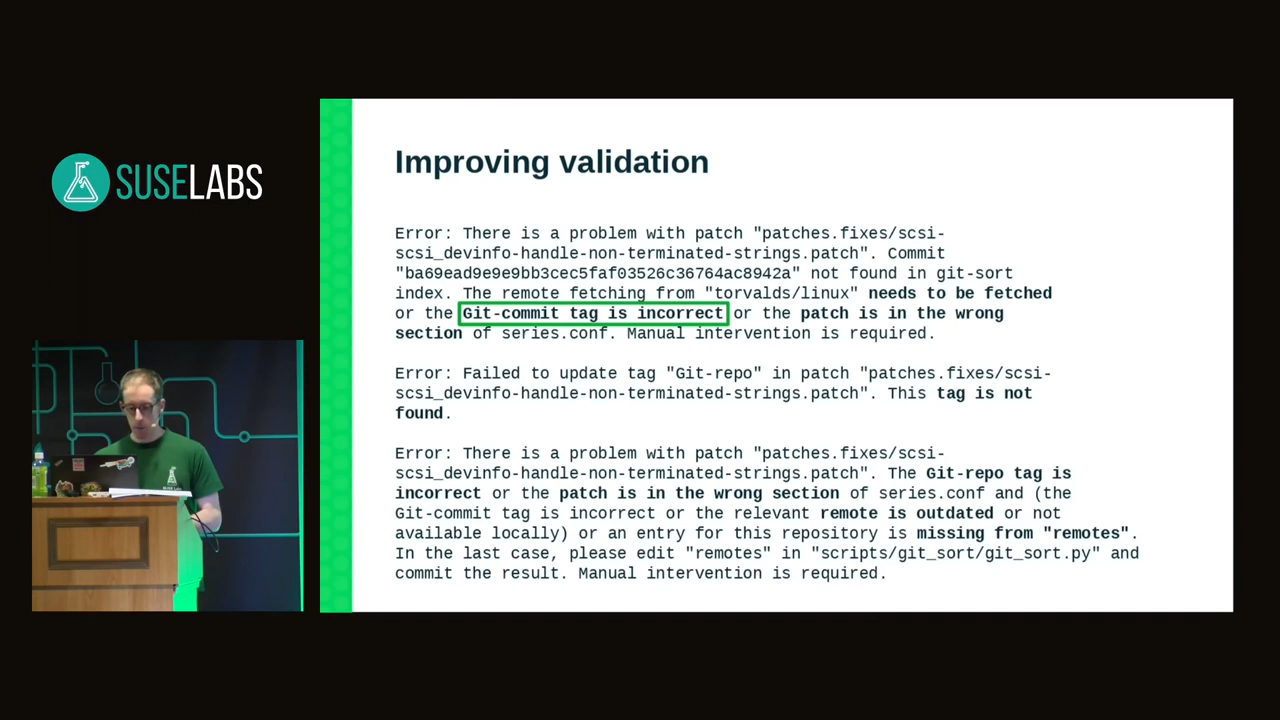 SUSELABS
Improving validation
Error: There is a problem with patch "patches.fixes/scsi-
scsi_devinfo-handle-non-terminated-strings.patch". Commit
"ba69ead9e9e9bb3cec5faf03526c36764ac8942a" not found in git-sort
index. The remote fetching from "torvalds/linux" needs to be fetched
or the Git-commit tag is incorrect or the patch is in the wrong
section of series.conf. Manual intervention is required.
Error: Failed to update tag "Git-repo" in patch "patches.fixes/scsi-
scsi_devinfo-handle-non-terminated-strings.patch". This tag is not
found.
Error: There is a problem with patch "patches.fixes/scsi-
scsi_devinfo-handle-non-terminated-strings.patch". The Git-repo tag is
incorrect or the patch is in the wrong section of series.conf and (the
Git-commit tag is incorrect or the relevant remote is outdated or not
available locally) or an entry for this repository is missing from "remotes".
In the last case, please edit "remotes" in "scripts/git_sort/git_sort.py" and
commit the result. Manual intervention is required.